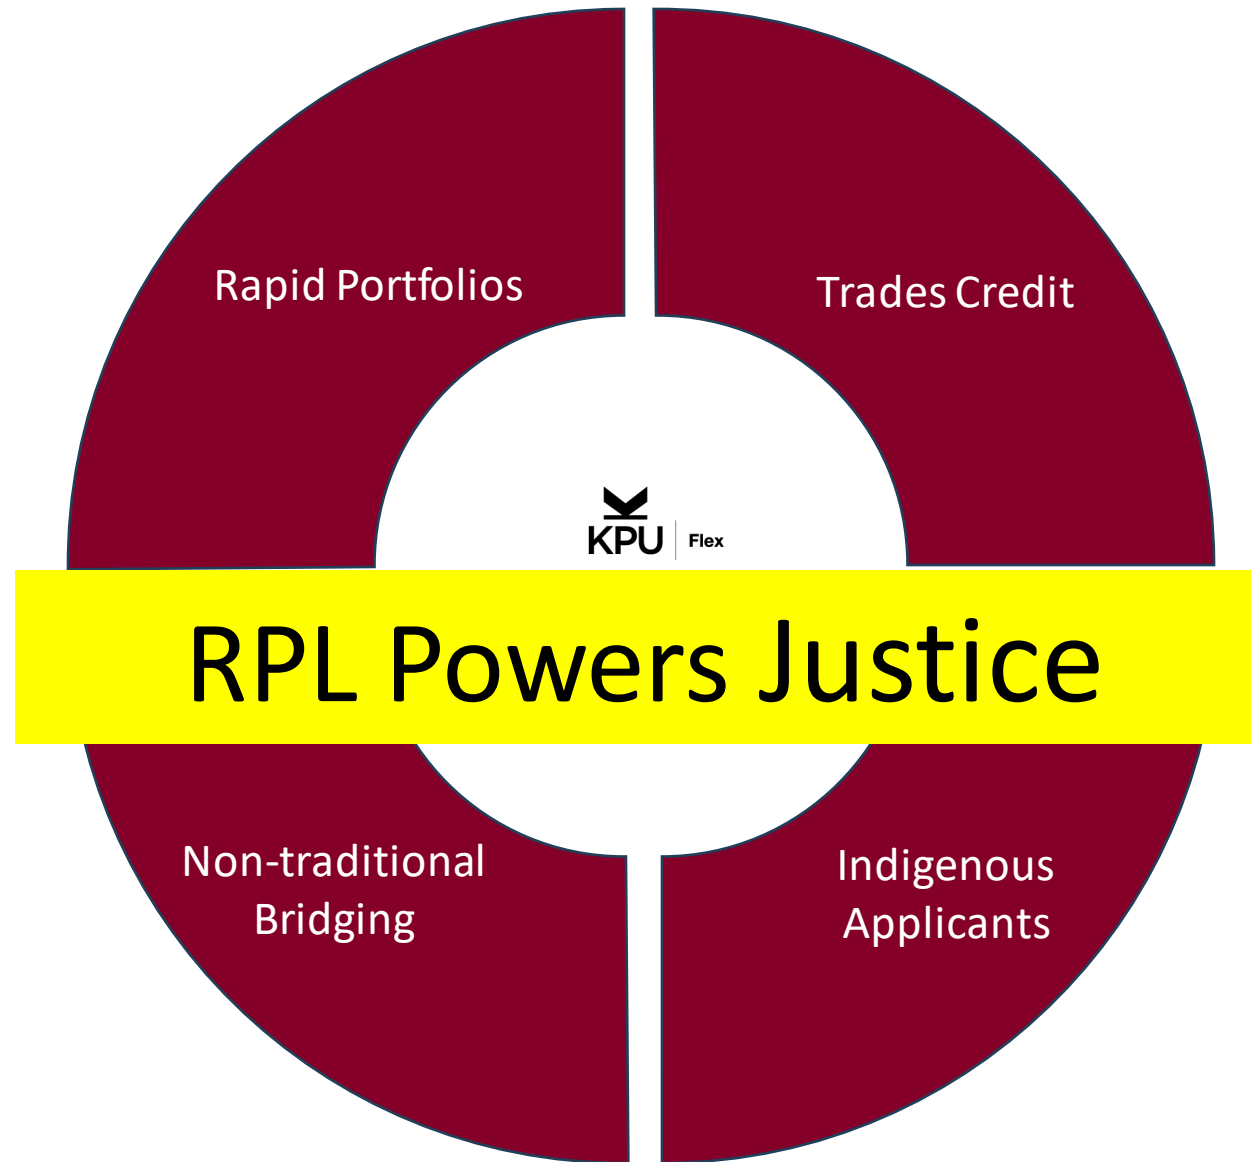 Rapid Portfolios
Trades Credit
KPU Flex
RPL Powers Justice
Non-traditional
Bridging
Indigenous
Applicants